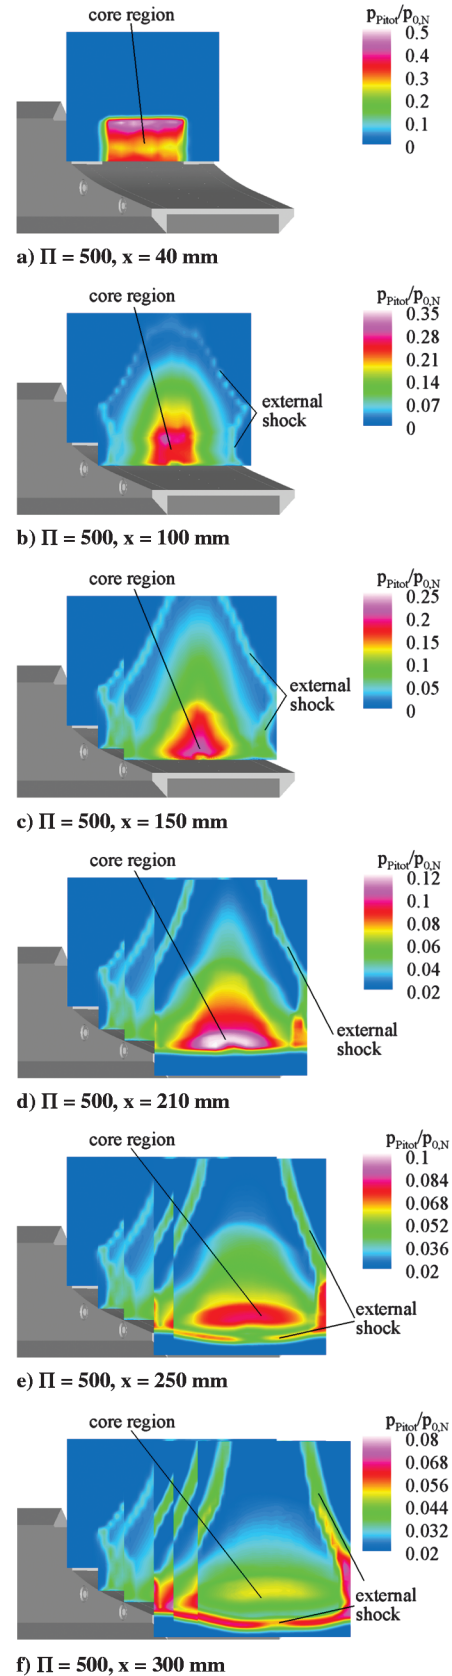 core region
pPitot/p0,N
0.5
0.4
0.3
0.2
0.1
0
a) Π = 500, x = 40 mm
core region
pPitot/p0,N
0.35
0.28
0.21
0.14
0.07
0
external
shock
b) Π = 500, x = 100 mm
core region
pPitot/p0,N
0.25
0.2
0.15
0.1
0.05
0
external
shock
c) Π = 500, x = 150 mm
core region
pPitot/p0,N
0.12
0.1
0.08
0.06
0.04
0.02
external
shock
d) Π = 500, x = 210 mm
core region
pPitot/p0,N
0.1
0.084
0.068
0.052
0.036
0.02
external
shock
e) Π = 500, x = 250 mm
core region
pPitot/p0,N
0.08
0.068
0.056
0.044
0.032
0.02
external
shock
f) Π = 500, x = 300 mm